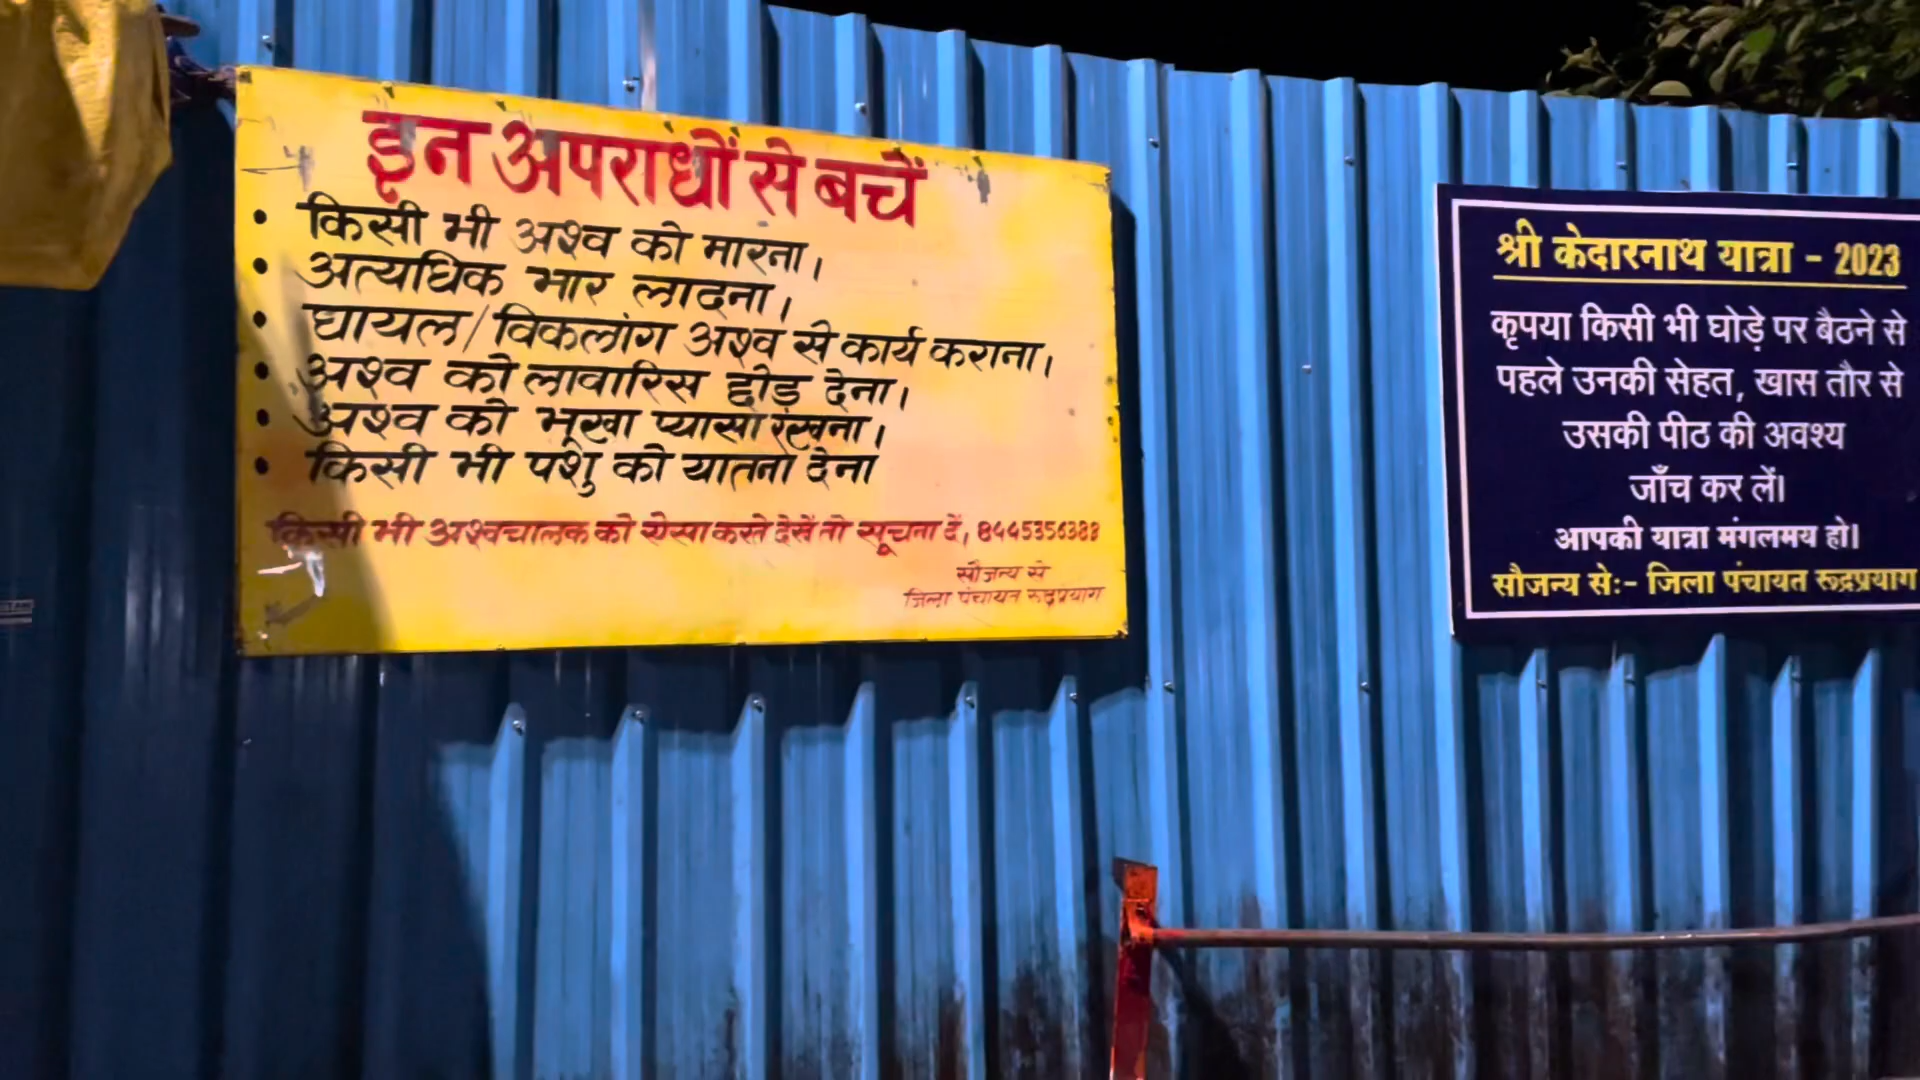 इन अपराधों से बचें
• किसी भी अश्व को मारना।
• अत्यधिक भार लादना।
• घायल/विकलांग अश्व से कार्य कराना।
• अश्व को लावारिस छोड़ देना।
• अश्व को भूखा प्यासा रखना।
• किसी भी पशु को यातना देना
किसी भी अश्वचालक को ऐसा करते देखें तो सूचना दें, 8445356388
सौजन्य से
जिला पंचायत रूद्रप्रयाग
श्री केदारनाथ यात्रा - 2023
कृपया किसी भी घोड़े पर बैठने से
पहले उनकी सेहत, खास तौर से
उसकी पीठ की अवश्य
जाँच कर लें।
आपकी यात्रा मंगलमय हो।
सौजन्य से:- जिला पंचायत रूद्रप्रयाग